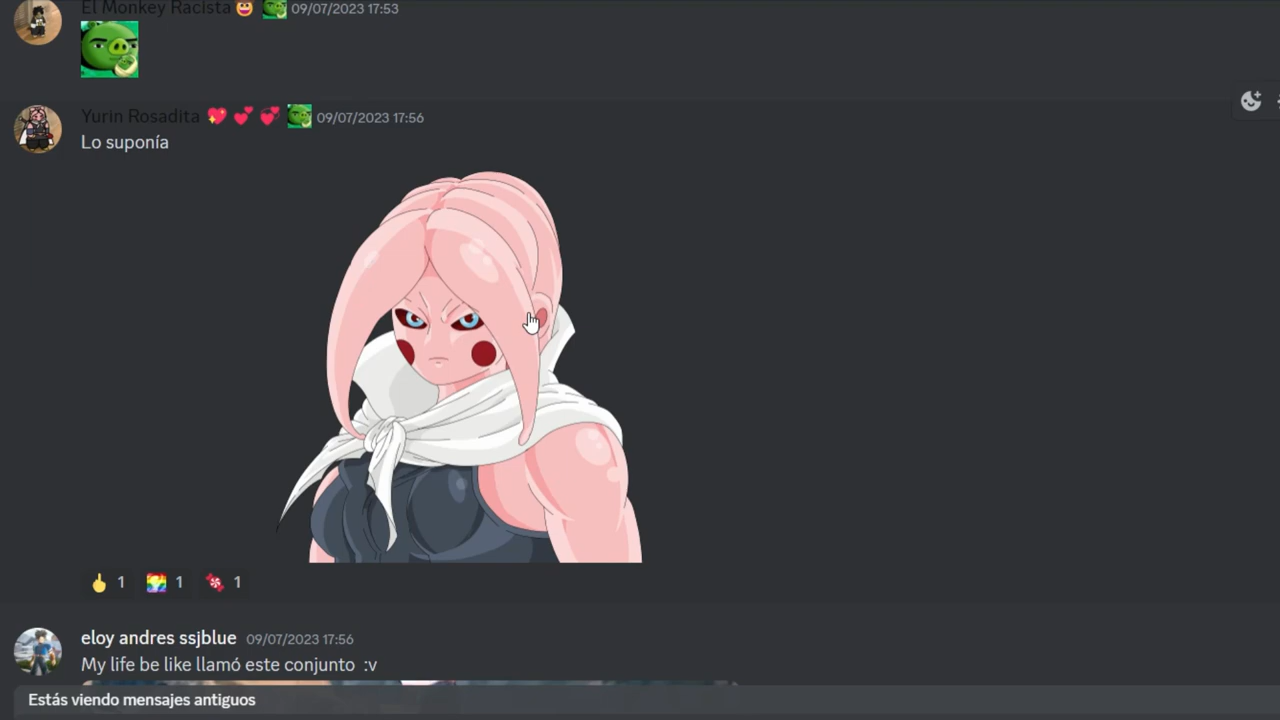 El Monkey Racista 09/07/2023 17:53
Yurin Rosadita 09/07/2023 17:56
Lo suponía
1 1 1
eloy andres ssjblue 09/07/2023 17:56
My life be like llamó este conjunto :v
Estás viendo mensajes antiguos